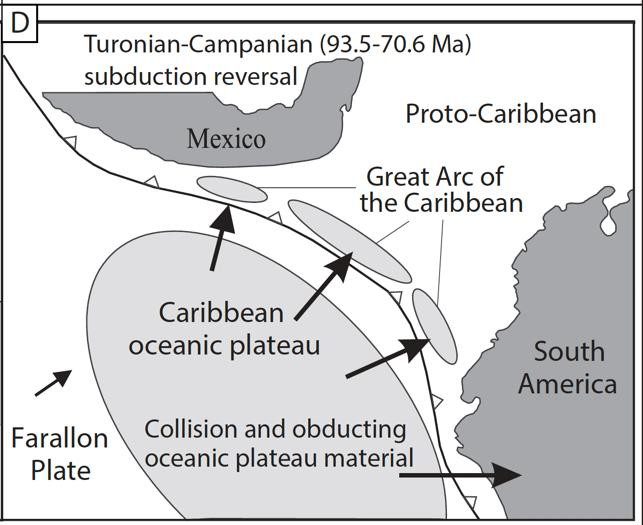 D
Turonian-Campanian (93.5-70.6 Ma)
subduction reversal
Proto-Caribbean
Mexico
Great Arc of
the Caribbean
Caribbean
oceanic plateau
South
America
Collision and obducting
oceanic plateau material
Farallon
Plate